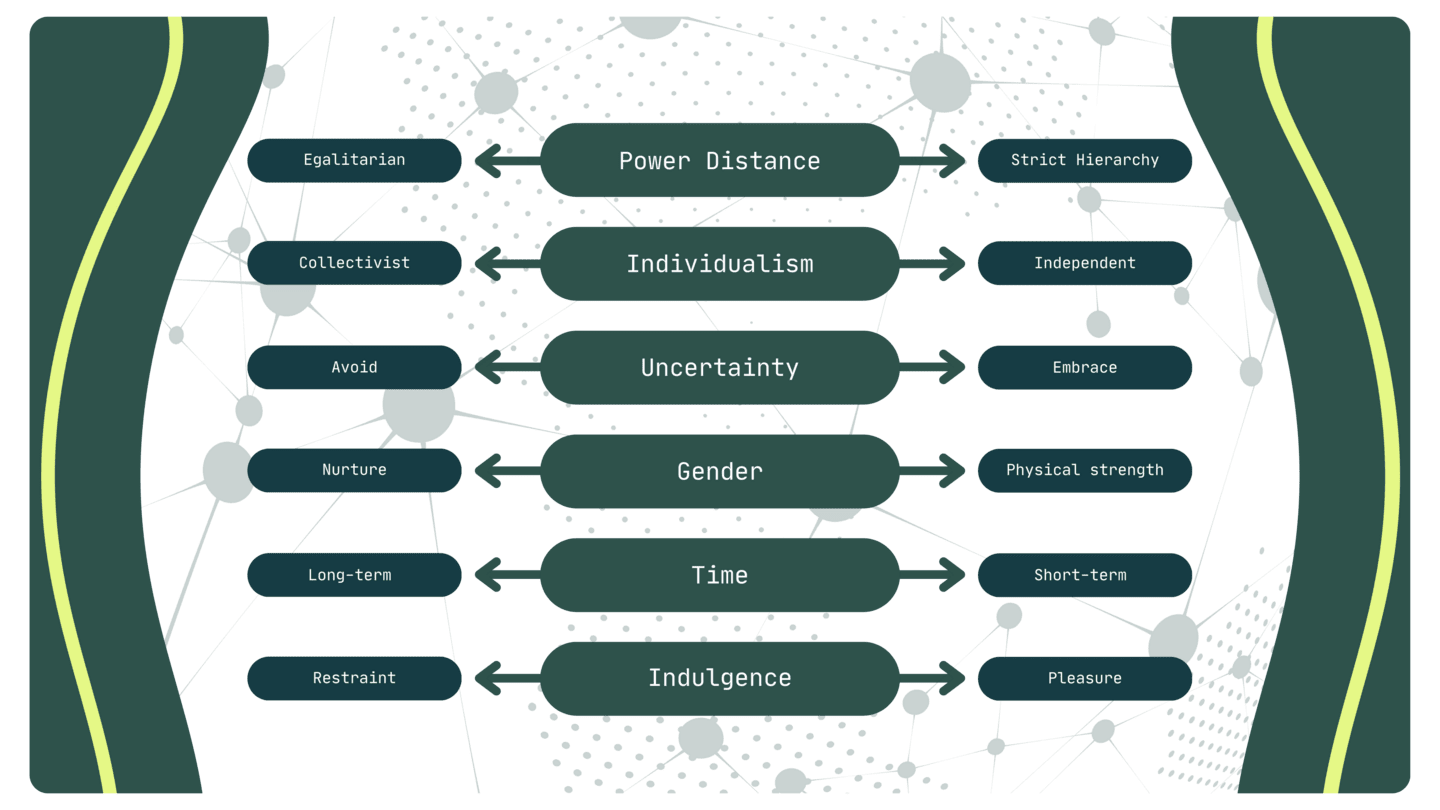 Egalitarian
Power Distance
Strict Hierarchy
Collectivist
Individualism
Independent
Avoid
Uncertainty
Embrace
Nurture
Gender
Physical strength
Long-term
Time
Short-term
Restraint
Indulgence
Pleasure